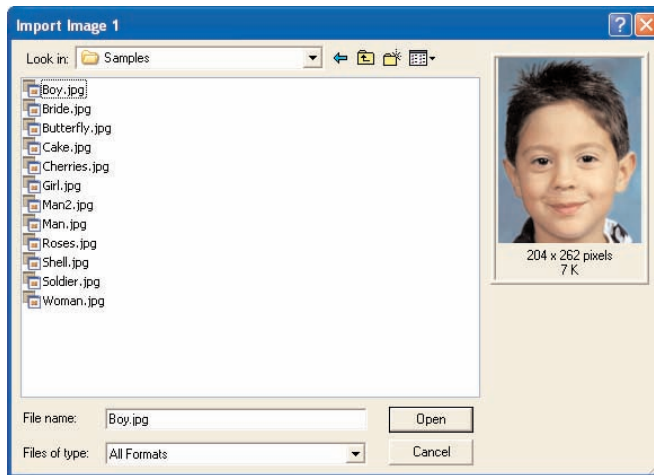 Import Image 1
Look in: Samples
Boy.jpg
Bride.jpg
Butterfly.jpg
Cake.jpg
Cherries.jpg
Girl.jpg
Man2.jpg
Man.jpg
Roses.jpg
Shell.jpg
Soldier.jpg
Woman.jpg
204 x 262 pixels
7 K
File name: Boy.jpg Open
Files of type: All Formats Cancel